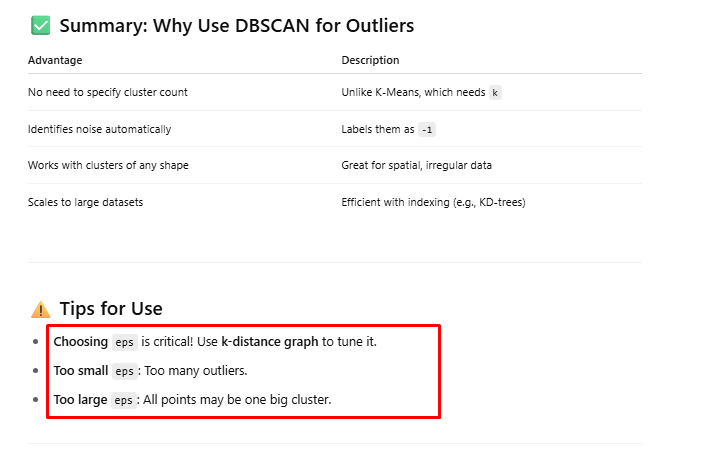 ✅ Summary: Why Use DBSCAN for Outliers
Advantage Description
No need to specify cluster count Unlike K-Means, which needs k
Identifies noise automatically Labels them as -1
Works with clusters of any shape Great for spatial, irregular data
Scales to large datasets Efficient with indexing (e.g., KD-trees)
⚠️ Tips for Use
• Choosing eps is critical! Use k-distance graph to tune it.
• Too small eps: Too many outliers.
• Too large eps: All points may be one big cluster.